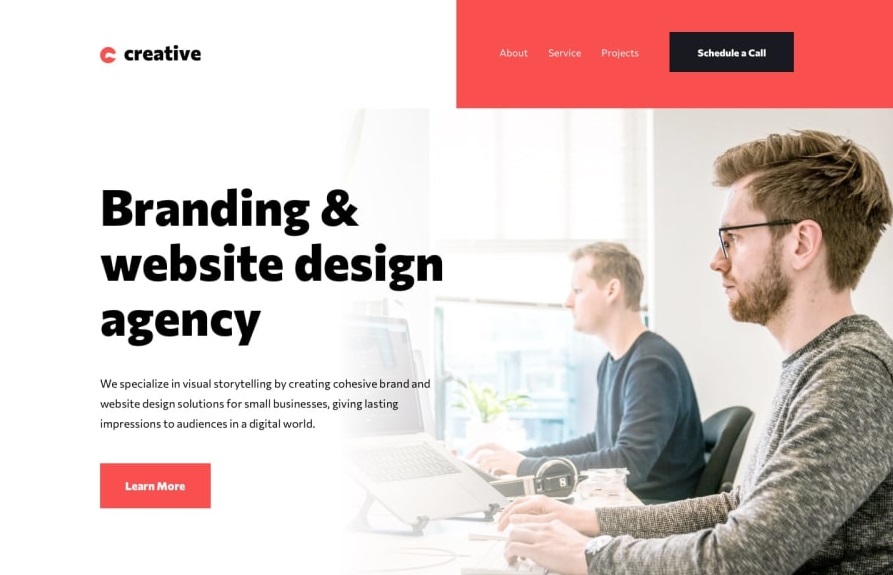 creative
About Service Projects Schedule a Call
Branding &
website design
agency
We specialize in visual storytelling by creating cohesive brand and
website design solutions for small businesses, giving lasting
impressions to audiences in a digital world.
Learn More